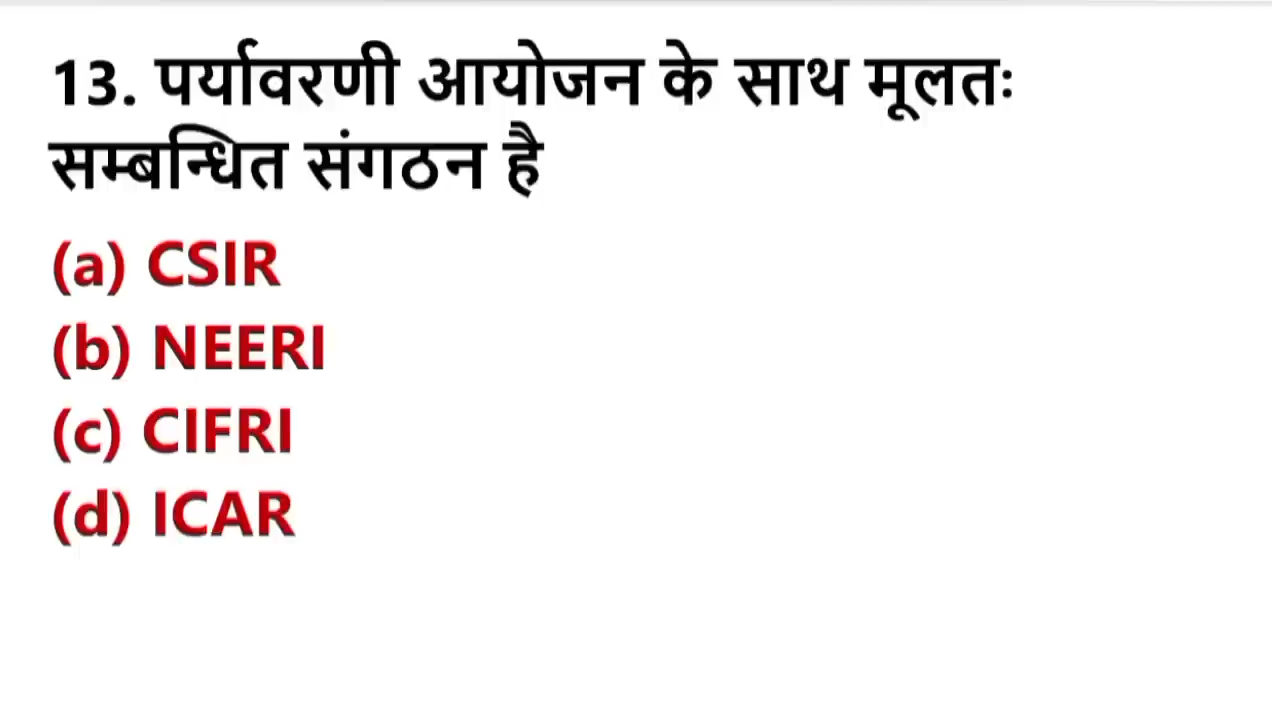 13. पर्यावरणी आयोजन के साथ मूलतः
सम्बन्धित संगठन है
(a) CSIR
(b) NEERI
(c) CIFRI
(d) ICAR